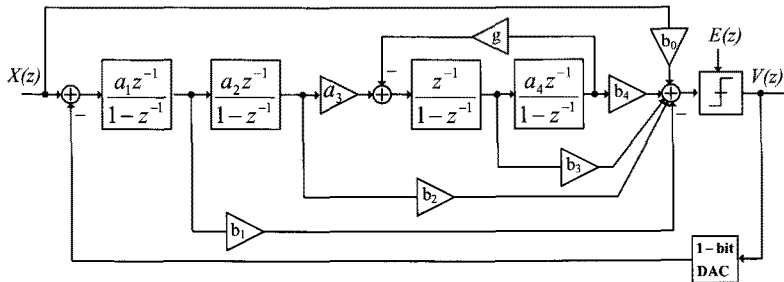 g
b₀
E(z)
X(z)
a₁z⁻¹
1−z⁻¹
a₂z⁻¹
1−z⁻¹
a₃
z⁻¹
1−z⁻¹
a₄z⁻¹
1−z⁻¹
b₄
V(z)
b₃
b₂
b₁
1−bit
DAC